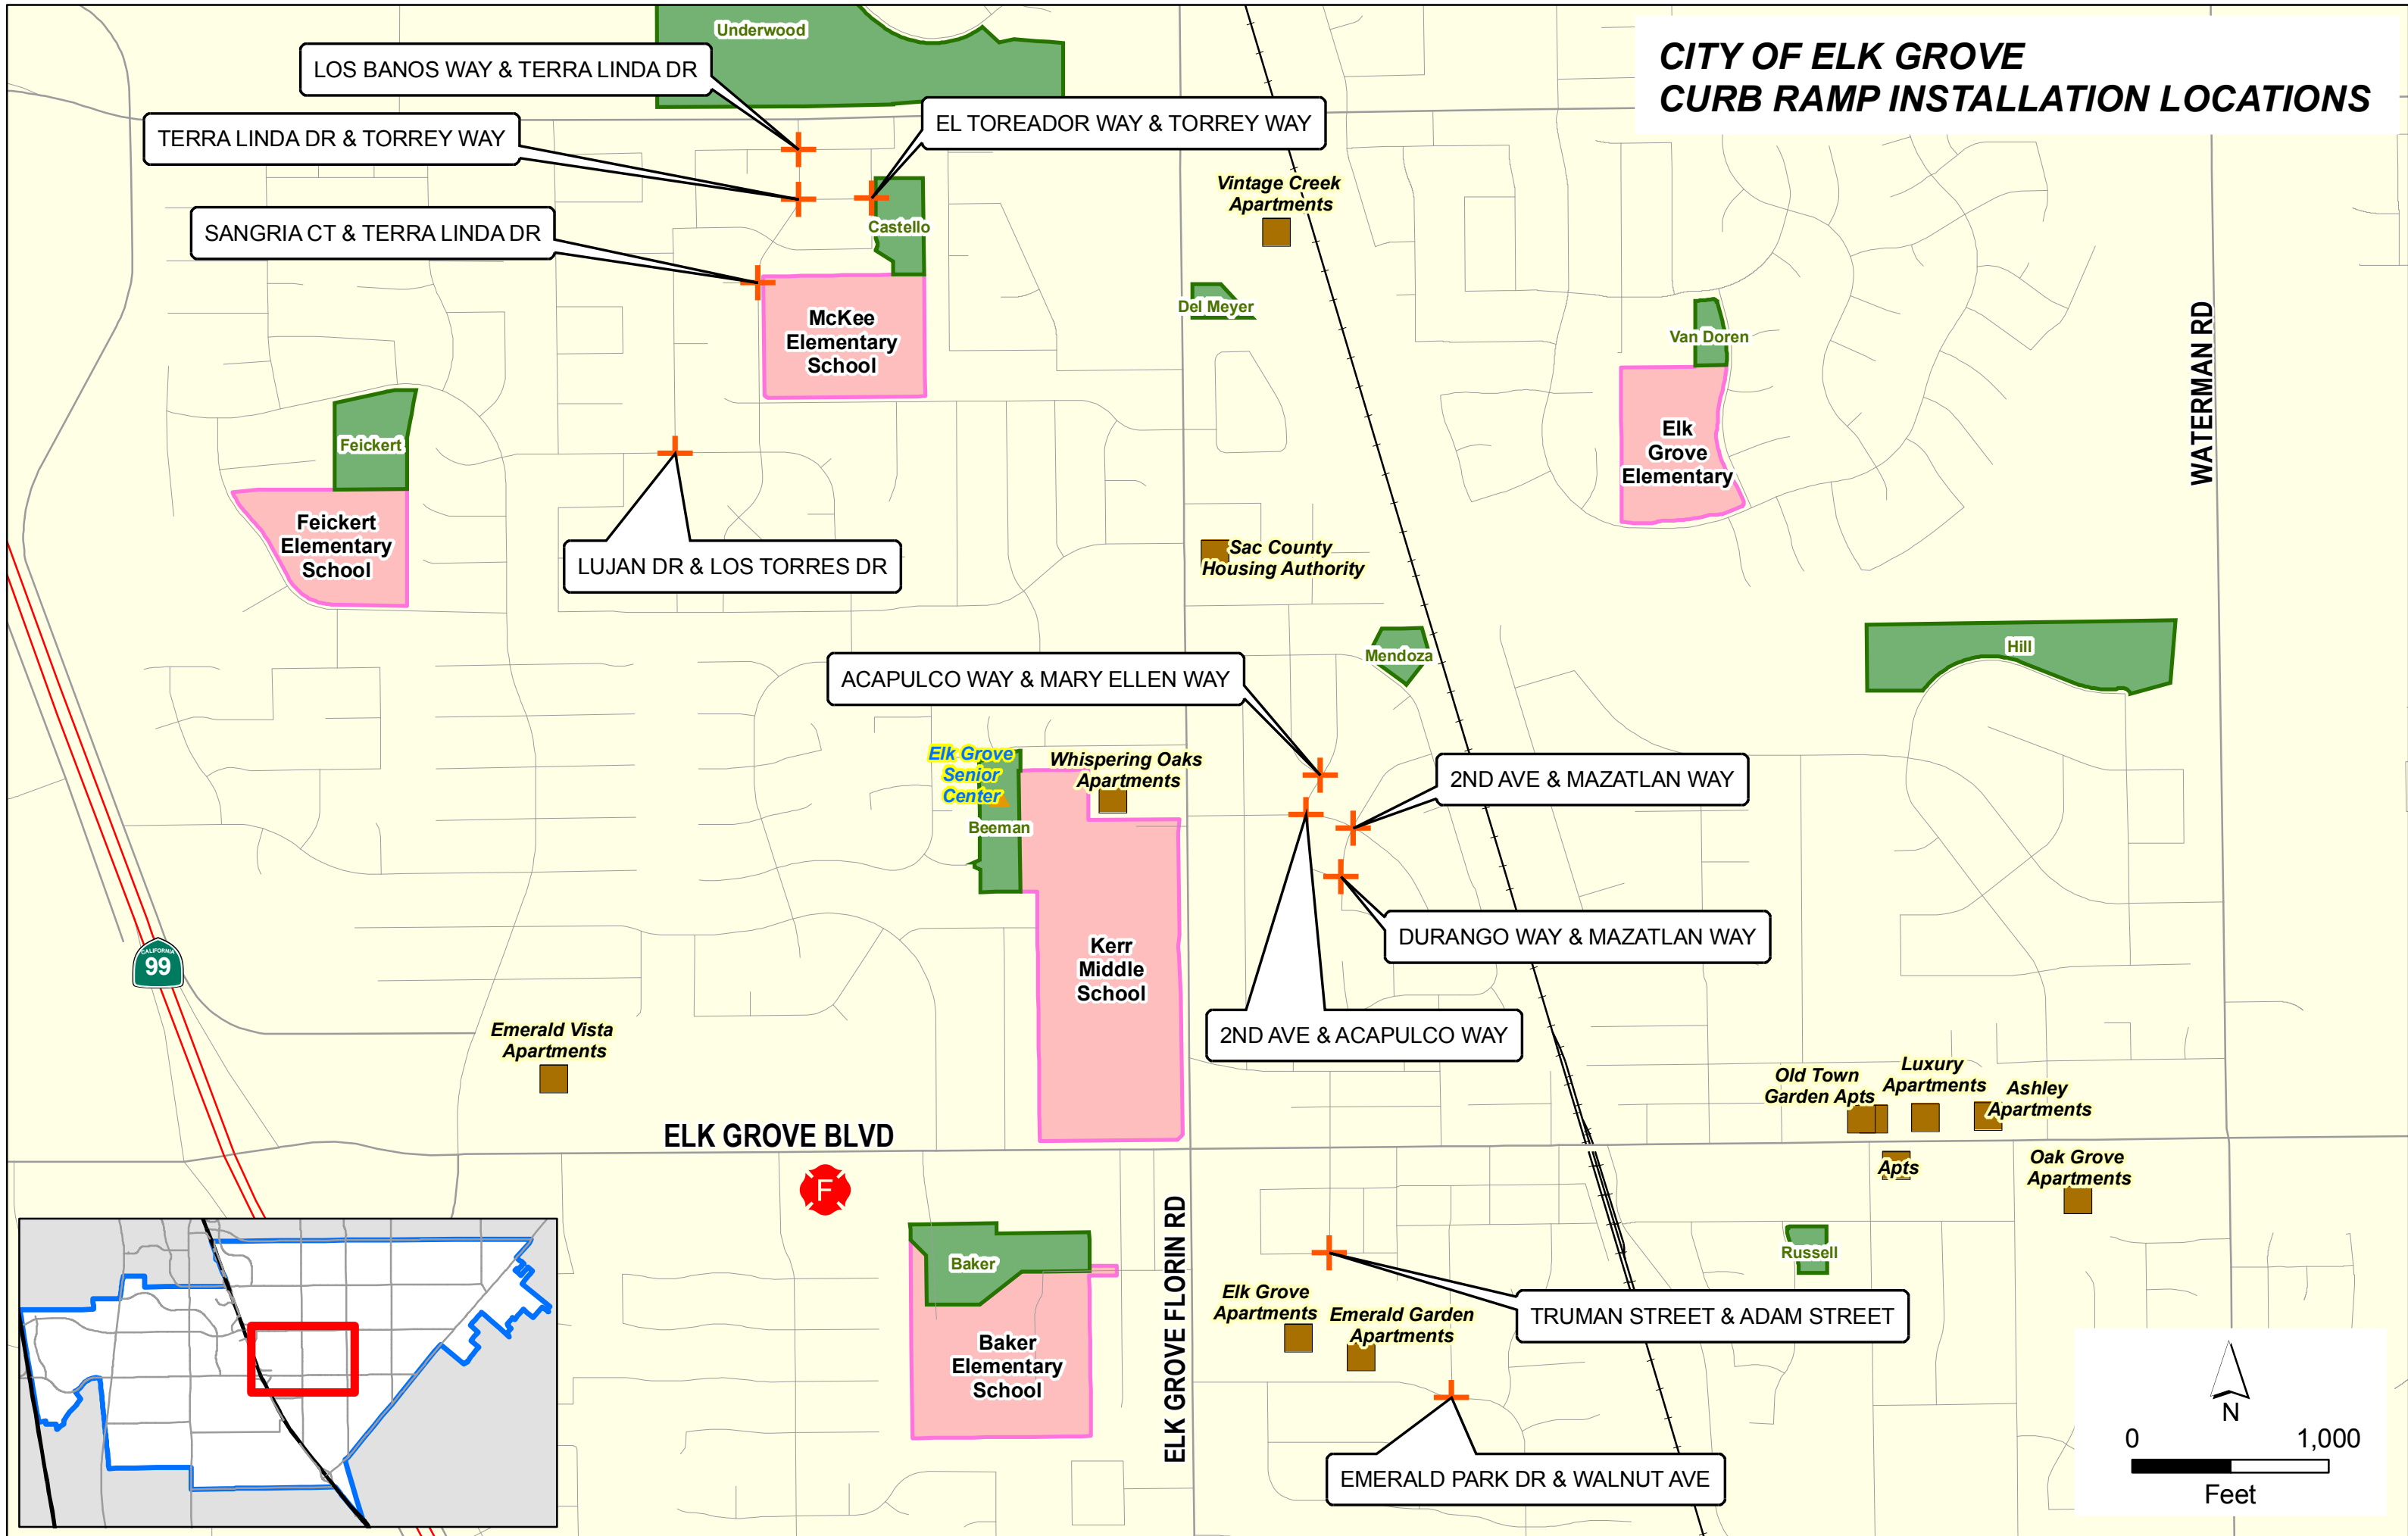 CITY OF ELK GROVE
CURB RAMP INSTALLATION LOCATIONS
Underwood
LOS BANOS WAY & TERRA LINDA DR
EL TOREADOR WAY & TORREY WAY
TERRA LINDA DR & TORREY WAY
Vintage Creek
Apartments
Castello
SANGRIA CT & TERRA LINDA DR
Del Meyer
McKee
Elementary
School
Van Doren
WATERMAN RD
Feickert
Elk
Grove
Elementary
Feickert
Elementary
School
LUJAN DR & LOS TORRES DR
Sac County
Housing Authority
Mendoza
Hill
ACAPULCO WAY & MARY ELLEN WAY
Elk Grove
Senior
Center
Whispering Oaks
Apartments
2ND AVE & MAZATLAN WAY
Beeman
DURANGO WAY & MAZATLAN WAY
Kerr
Middle
School
CALIFORNIA
99
2ND AVE & ACAPULCO WAY
Emerald Vista
Apartments
Old Town
Garden Apts
Luxury
Apartments
Ashley
Apartments
ELK GROVE BLVD
Apts
Oak Grove
Apartments
F
ELK GROVE FLORIN RD
Baker
Russell
Elk Grove
Apartments
Emerald Garden
Apartments
TRUMAN STREET & ADAM STREET
Baker
Elementary
School
EMERALD PARK DR & WALNUT AVE
N
0 1,000
Feet